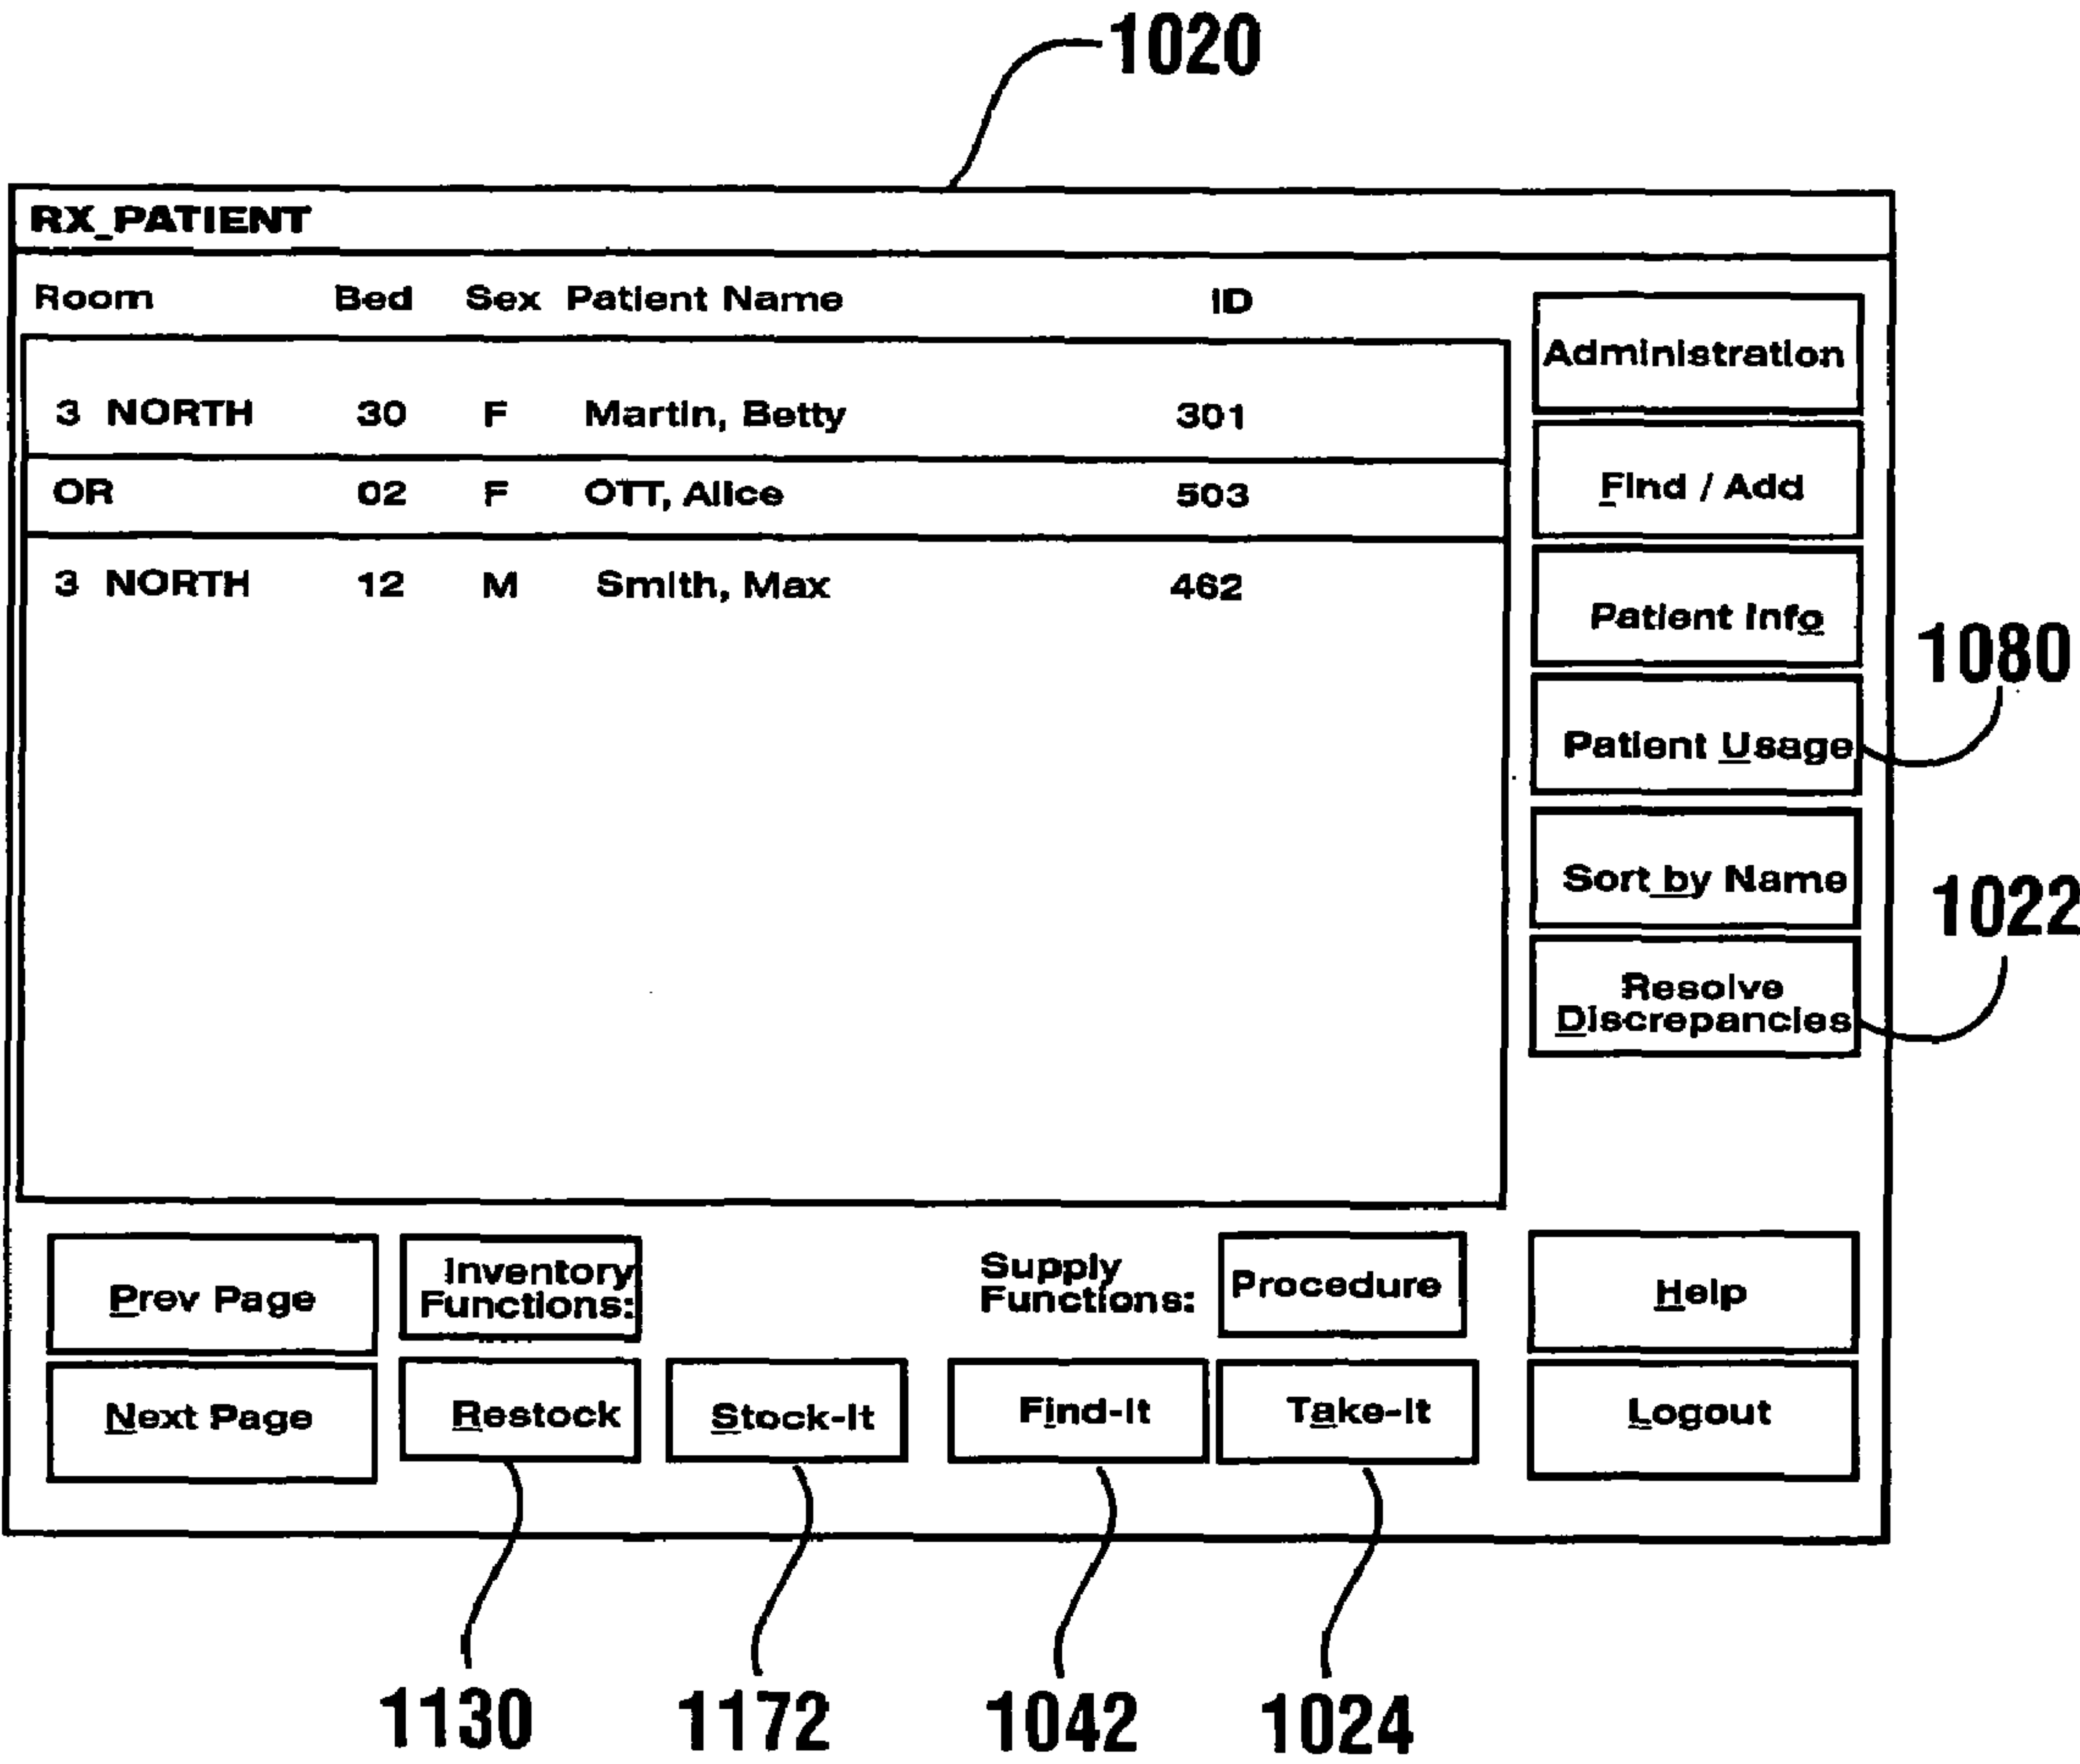 1020
RX_PATIENT
Room Bed Sex Patient Name ID
3 NORTH 30 F Martin, Betty 301
OR 02 F OTT, Alice 503
3 NORTH 12 M Smith, Max 462
Administration
Find / Add
Patient Info
1080
Patient Usage
Sort by Name
1022
Resolve
Discrepancies
Prev Page
Inventory
Functions:
Supply
Functions:
Procedure
Help
Next Page
Restock
Stock-It
Find-It
Take-It
Logout
1130 1172 1042 1024